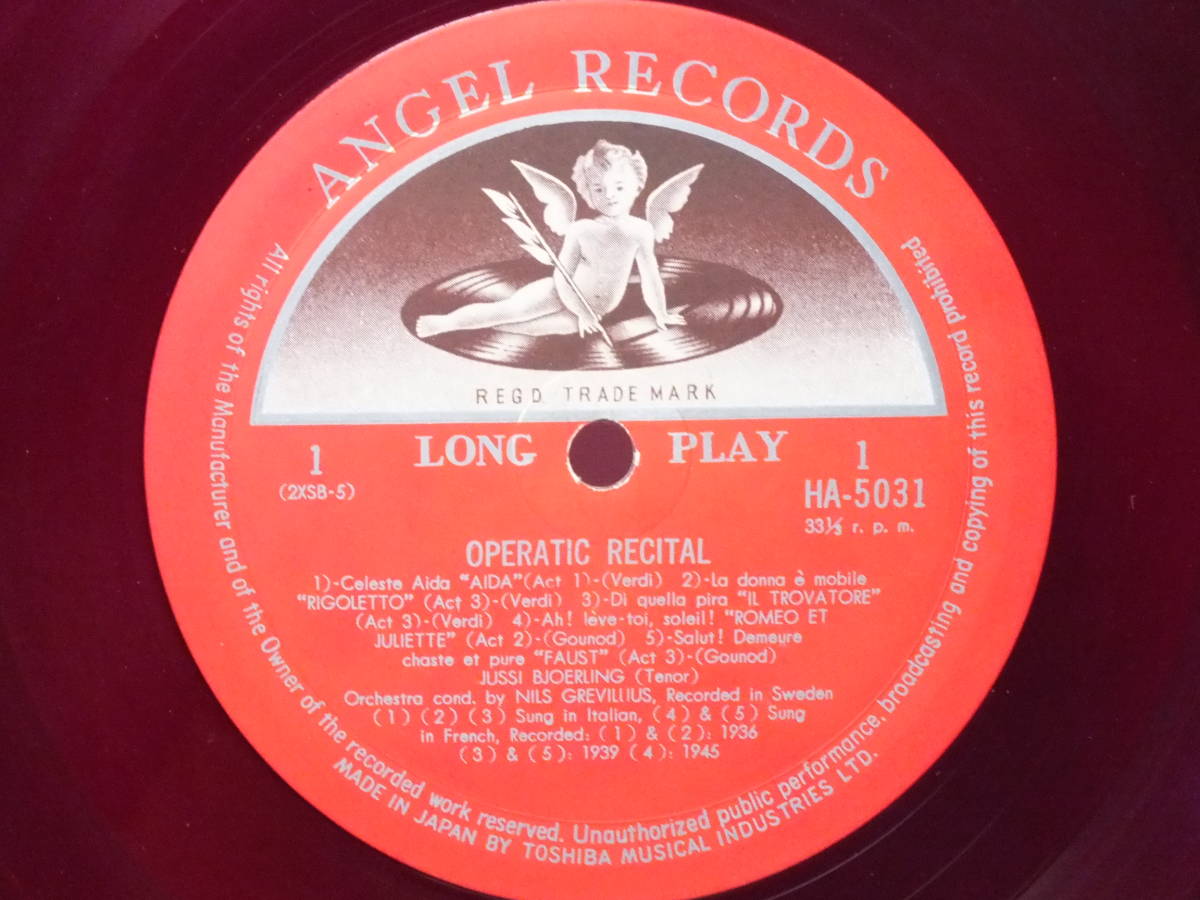 ANGEL RECORDS
REGD. TRADE MARK
LONG PLAY
1 1
(2XSB-5) HA-5031
33⅓ r. p. m.
OPERATIC RECITAL
1)-Celeste Aida "AIDA"(Act 1)-(Verdi) 2)-La donna è mobile
"RIGOLETTO" (Act 3)-(Verdi) 3)-Di quella pira "IL TROVATORE"
(Act 3)-(Verdi) 4)-Ah! lève-toi, soleil! "ROMEO ET
JULIETTE" (Act 2)-(Gounod) 5)-Salut! Demeure
chaste et pure "FAUST" (Act 3)-(Gounod)
JUSSI BJOERLING (Tenor)
Orchestra cond. by NILS GREVILLIUS, Recorded in Sweden
(1) (2) (3) Sung in Italian, (4) & (5) Sung
in French, Recorded: (1) & (2): 1936
(3) & (5): 1939 (4): 1945
All rights of the Manufacturer and of the Owner of the recorded work reserved. Unauthorized public performance, broadcasting and copying of this record prohibited
MADE IN JAPAN BY TOSHIBA MUSICAL INDUSTRIES LTD.